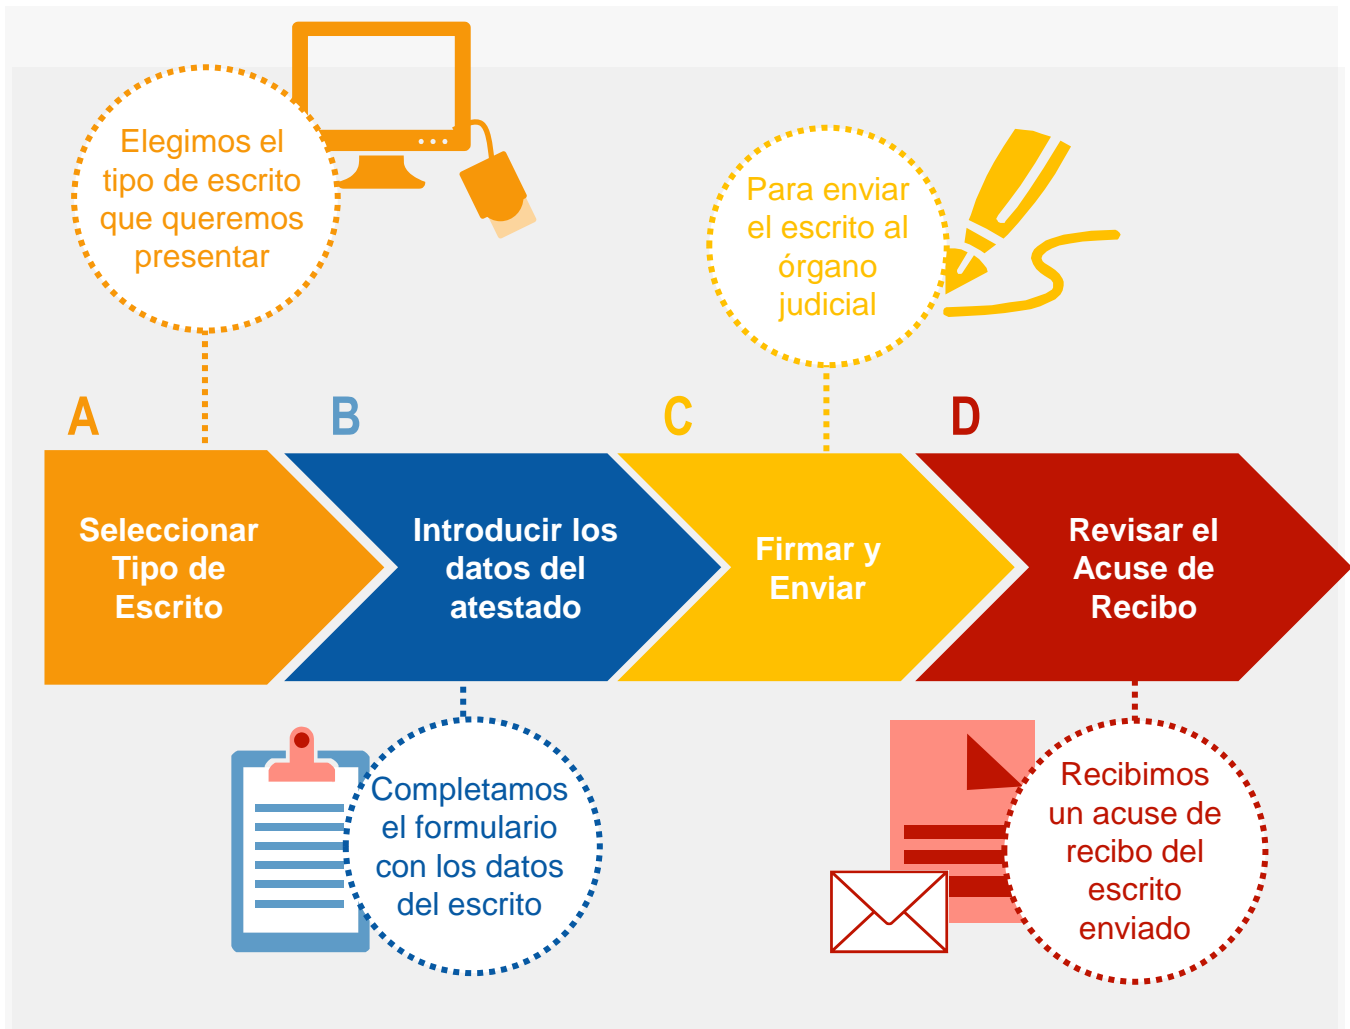 Elegimos el
tipo de escrito
que queremos
presentar
Para enviar
el escrito al
órgano
judicial
A
B
C
D
Seleccionar
Tipo de
Escrito
Introducir los
datos del
atestado
Firmar y
Enviar
Revisar el
Acuse de
Recibo
Completamos
el formulario
con los datos
del escrito
Recibimos
un acuse de
recibo del
escrito
enviado